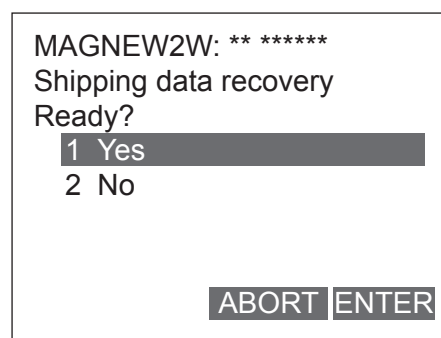 MAGNEW2W: ** ******
Shipping data recovery
Ready?
1 Yes
2 No
ABORT ENTER